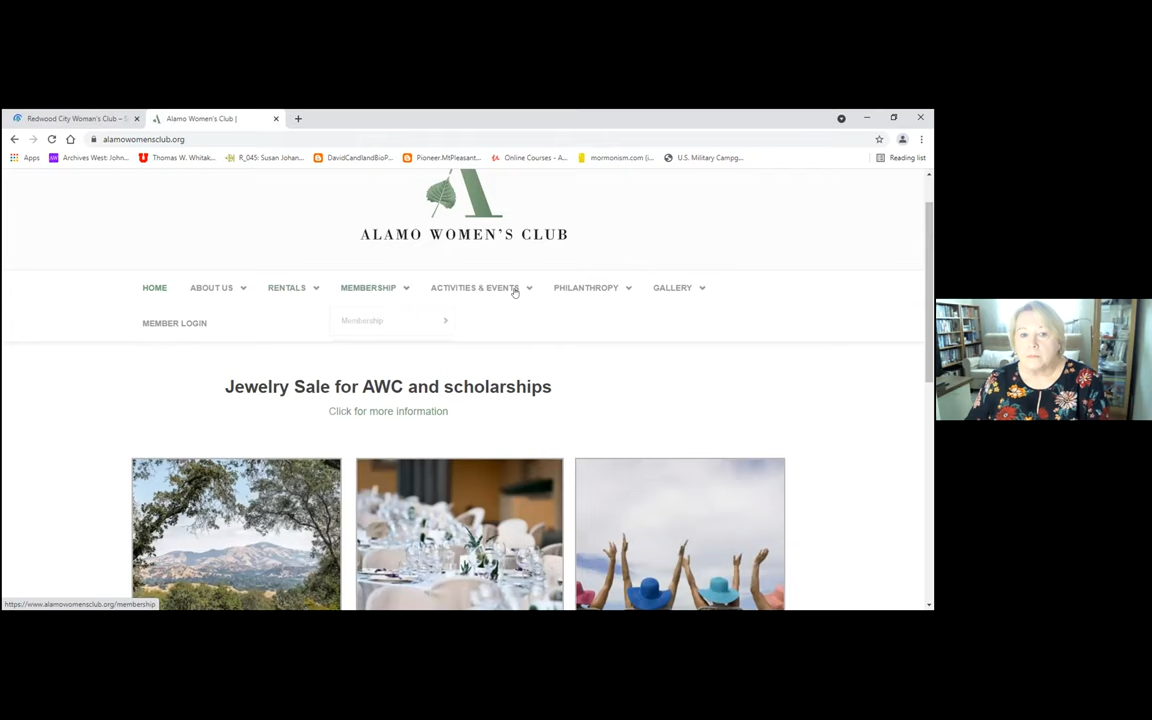 Redwood City Woman's Club – S
Alamo Women's Club |
alamowomensclub.org
Apps
Archives West: John...
Thomas W. Whitak...
R_045: Susan Johan...
DavidCandlandBioP...
Pioneer.MtPleasant...
Online Courses - A...
mormonism.com (i...
U.S. Military Campg...
Reading list
A
ALAMO WOMEN'S CLUB
HOME ABOUT US RENTALS MEMBERSHIP ACTIVITIES & EVENTS PHILANTHROPY GALLERY
Membership
MEMBER LOGIN
Jewelry Sale for AWC and scholarships
Click for more information
https://www.alamowomensclub.org/membership